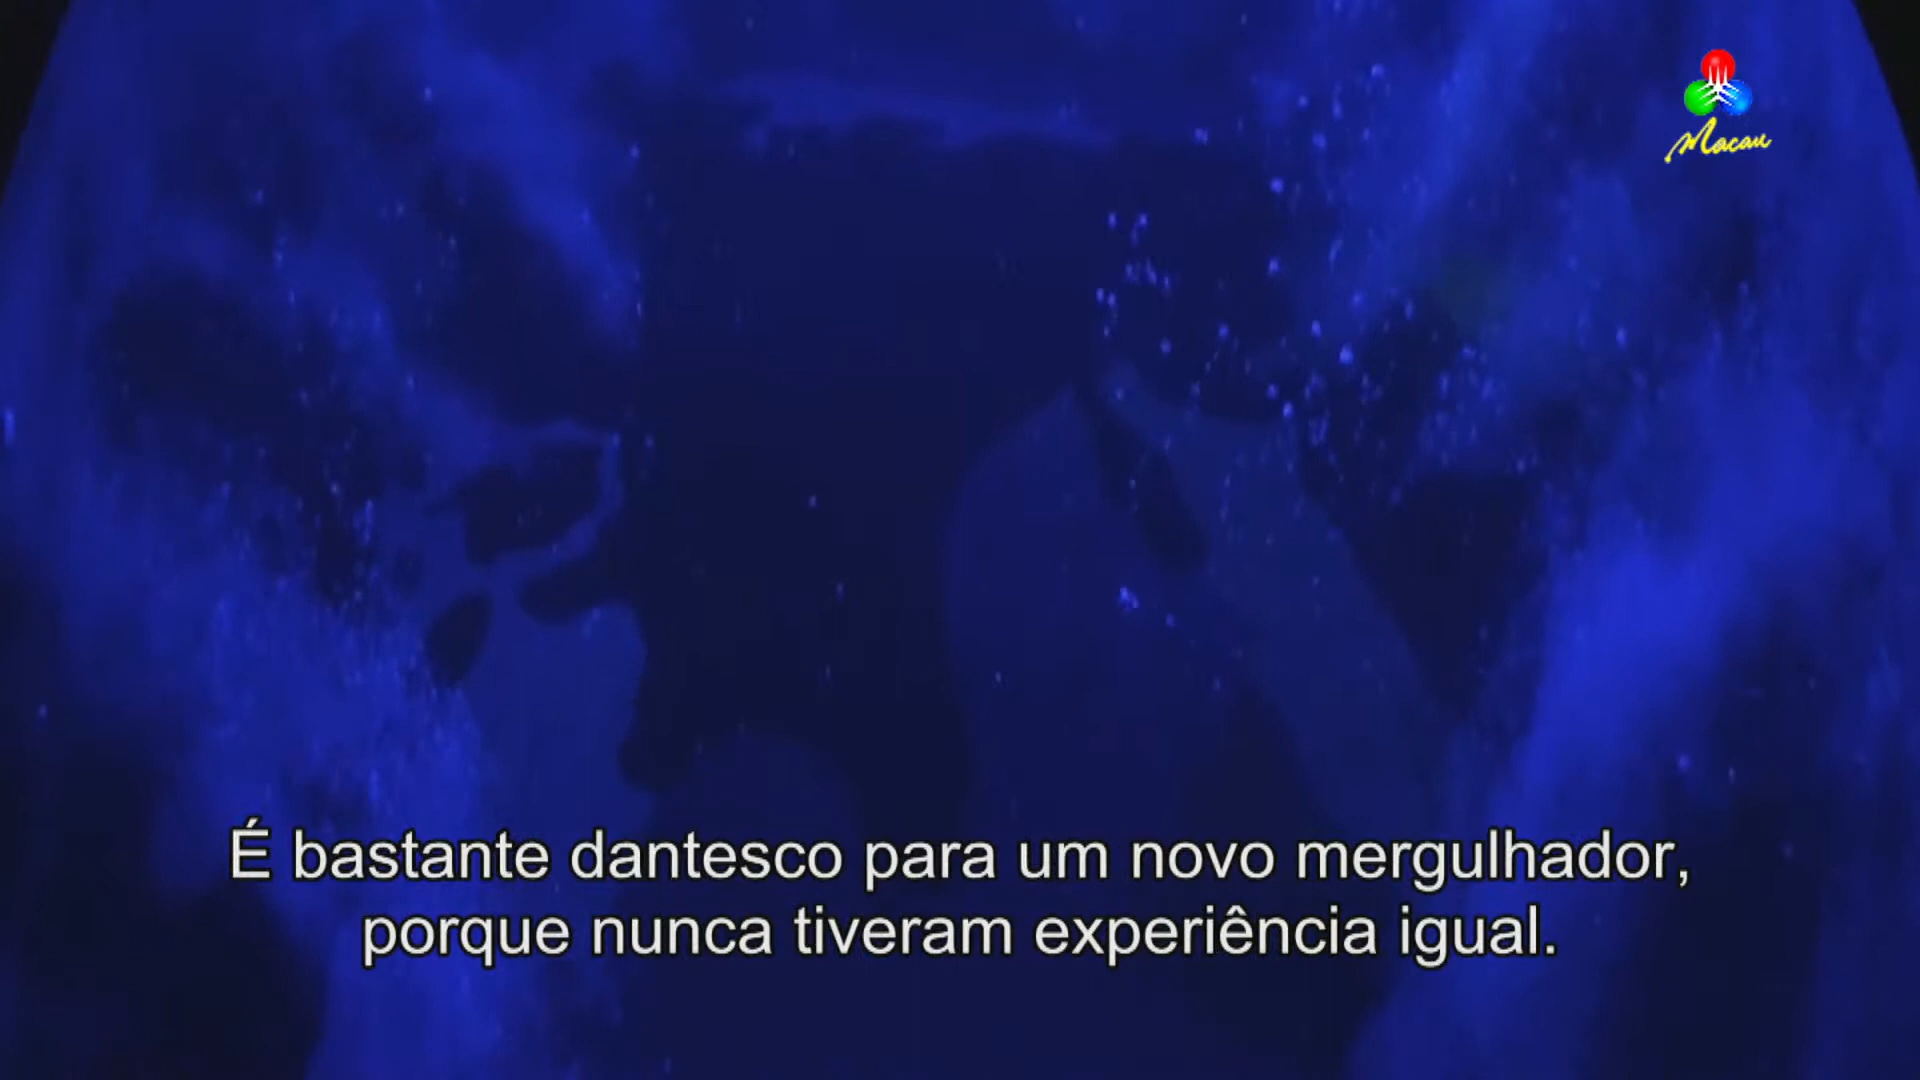 Macau
É bastante dantesco para um novo mergulhador,
porque nunca tiveram experiência igual.